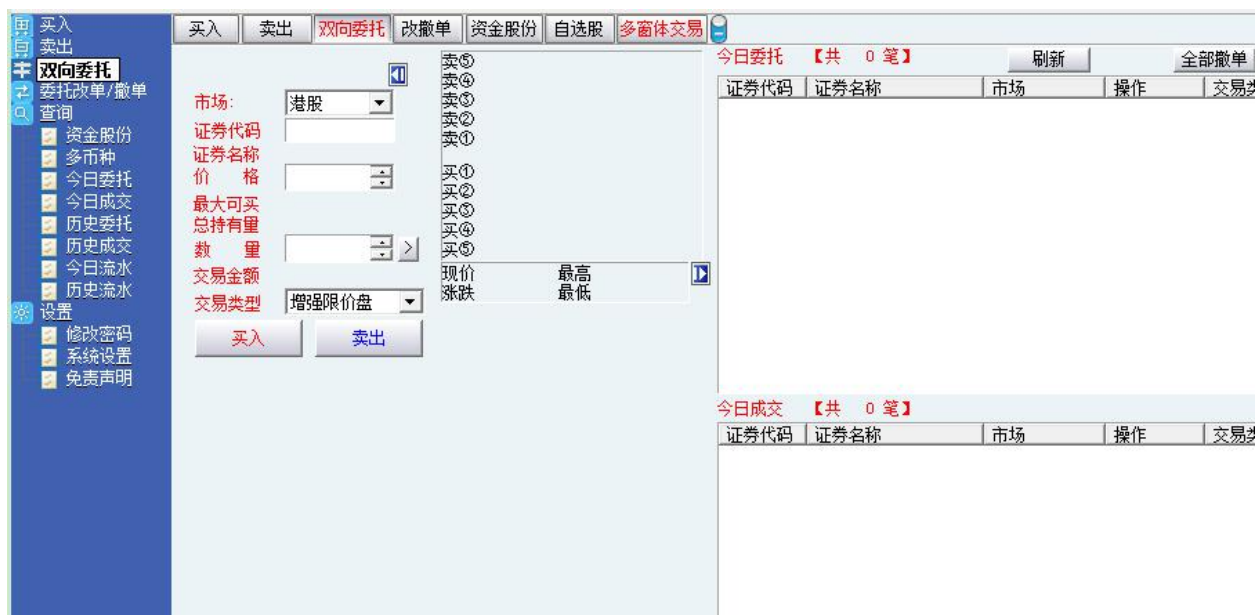 买入
卖出
双向委托
委托改单/撤单
查询
资金股份
多币种
今日委托
今日成交
历史委托
历史成交
今日流水
历史流水
设置
修改密码
系统设置
免责声明
买入 卖出 双向委托 改撤单 资金股份 自选股 多窗体交易
市场: 港股
证券代码
证券名称
价 格
最大可买
总持有量
数 量 >
交易金额
交易类型 增强限价盘
买入 卖出
卖⑤
卖④
卖③
卖②
卖①
买①
买②
买③
买④
买⑤
现价 最高
涨跌 最低
今日委托 【共 0 笔】 刷新 全部撤单
证券代码 证券名称 市场 操作 交易类
今日成交 【共 0 笔】
证券代码 证券名称 市场 操作 交易类